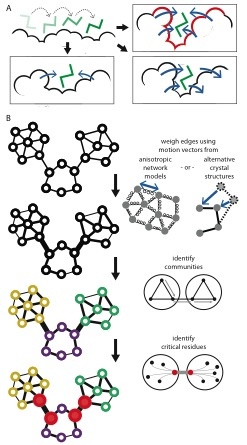 A
B
weigh edges using
motion vectors from
anisotropic
network
models
- or -
alternative
crystal
structures
identify
communities
identify
critical residues